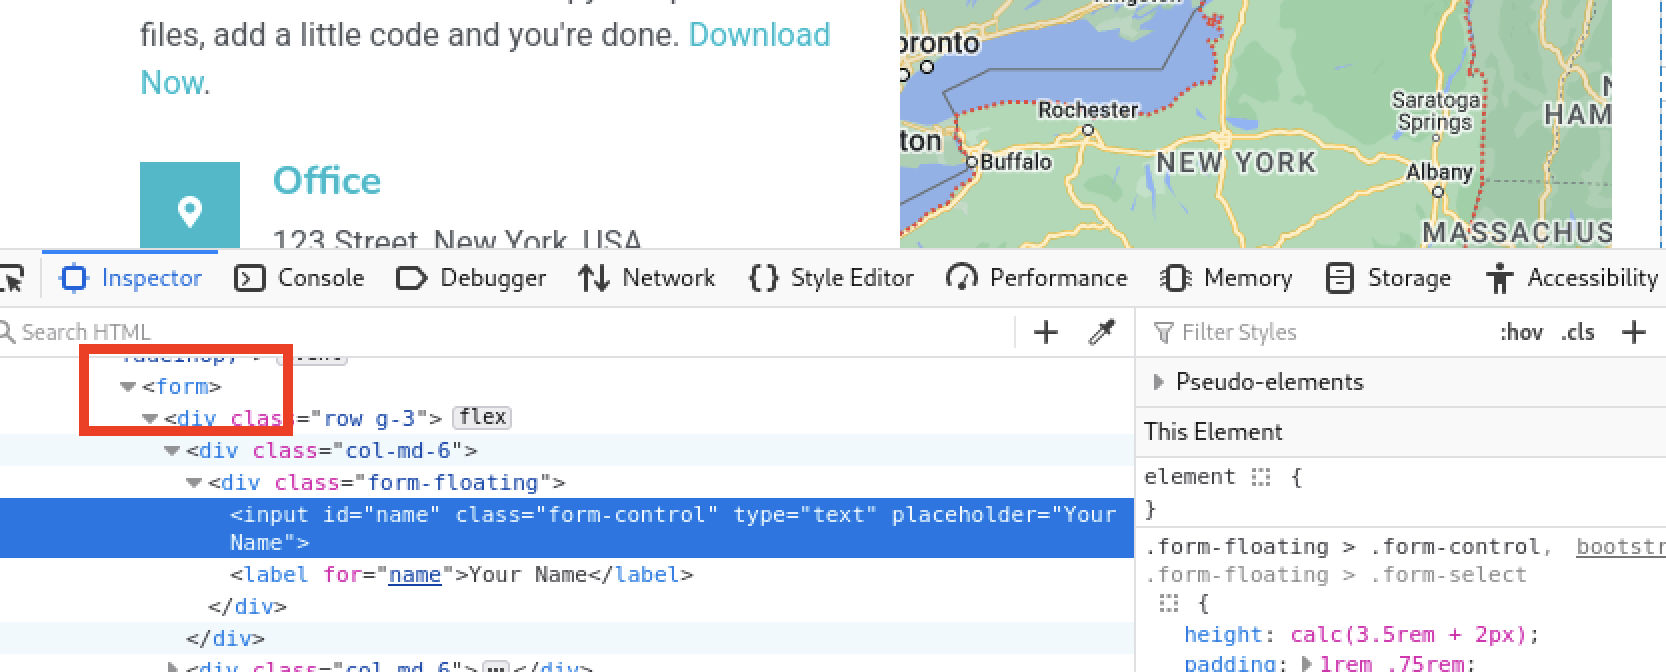 files, add a little code and you're done. Download
Now.
Office
123 Street, New York, USA
Rochester
Buffalo
NEW YORK
Saratoga
Springs
Albany
MASSACHUS
HAM
oronto
ton
Inspector
Console
Debugger
Network
Style Editor
Performance
Memory
Storage
Accessibility
Search HTML
+
Filter Styles
:hov .cls +
<form>
<div class="row g-3"> flex
<div class="col-md-6">
<div class="form-floating">
<input id="name" class="form-control" type="text" placeholder="Your
Name">
<label for="name">Your Name</label>
</div>
</div>
<div class="col-md-6">…</div>
Pseudo-elements
This Element
element {
}
.form-floating > .form-control, bootstr
.form-floating > .form-select
{
height: calc(3.5rem + 2px);
padding: 1rem .75rem;